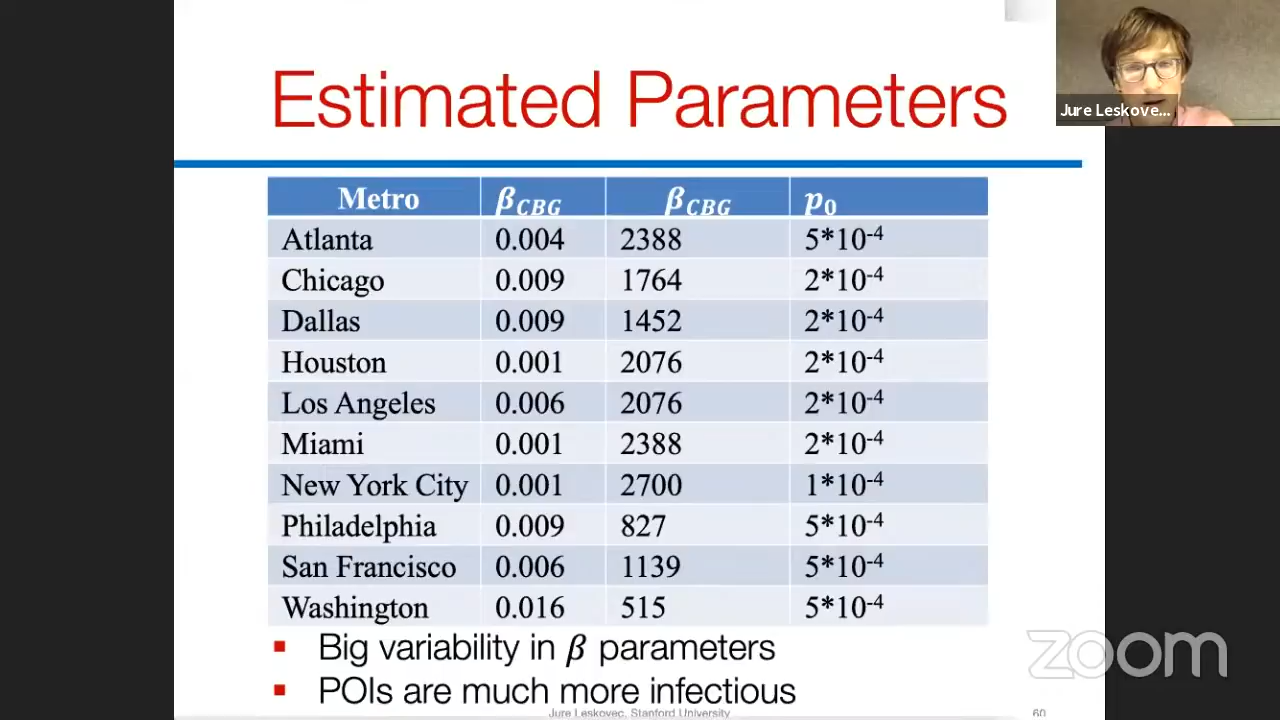 Estimated Parameters
Jure Leskove...
Metro β_CBG β_CBG p₀
Atlanta 0.004 2388 5*10⁻⁴
Chicago 0.009 1764 2*10⁻⁴
Dallas 0.009 1452 2*10⁻⁴
Houston 0.001 2076 2*10⁻⁴
Los Angeles 0.006 2076 2*10⁻⁴
Miami 0.001 2388 2*10⁻⁴
New York City 0.001 2700 1*10⁻⁴
Philadelphia 0.009 827 5*10⁻⁴
San Francisco 0.006 1139 5*10⁻⁴
Washington 0.016 515 5*10⁻⁴
▪ Big variability in β parameters
▪ POIs are much more infectious
zoom
Jure Leskovec, Stanford University 60